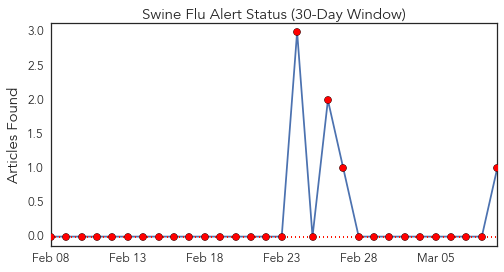 Swine Flu Alert Status (30-Day Window)
Articles Found
3.0
2.5
2.0
1.5
1.0
0.5
0.0
Feb 08 Feb 13 Feb 18 Feb 23 Feb 28 Mar 05